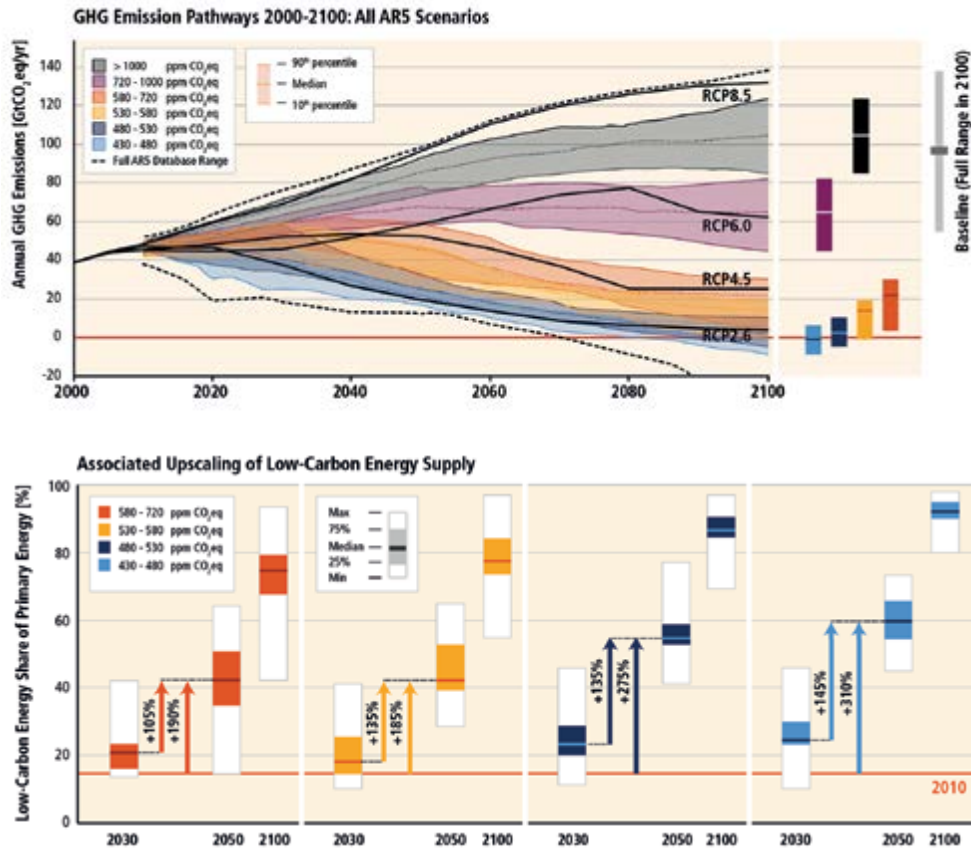 GHG Emission Pathways 2000-2100: All AR5 Scenarios
Annual GHG Emissions [GtCO2eq/yr]
140
120
100
80
60
40
20
0
-20
> 1000 ppm CO2eq
720 - 1000 ppm CO2eq
580 - 720 ppm CO2eq
530 - 580 ppm CO2eq
480 - 530 ppm CO2eq
430 - 480 ppm CO2eq
Full AR5 Database Range
90th percentile
Median
10th percentile
RCP8.5
RCP6.0
RCP4.5
RCP2.6
2000
2020
2040
2060
2080
2100
Baseline (Full Range in 2100)
Associated Upscaling of Low-Carbon Energy Supply
Low-Carbon Energy Share of Primary Energy [%]
100
80
60
40
20
0
580 - 720 ppm CO2eq
530 - 580 ppm CO2eq
480 - 530 ppm CO2eq
430 - 480 ppm CO2eq
Max
75%
Median
25%
Min
+105%
+190%
+135%
+185%
+135%
+275%
+145%
+310%
2010
2030
2050
2100
2030
2050
2100
2030
2050
2100
2030
2050
2100